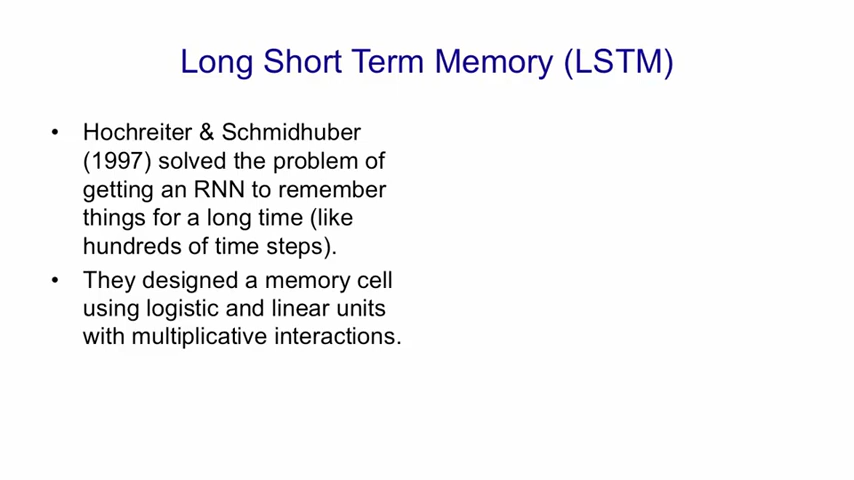 Long Short Term Memory (LSTM)
• Hochreiter & Schmidhuber
(1997) solved the problem of
getting an RNN to remember
things for a long time (like
hundreds of time steps).
• They designed a memory cell
using logistic and linear units
with multiplicative interactions.